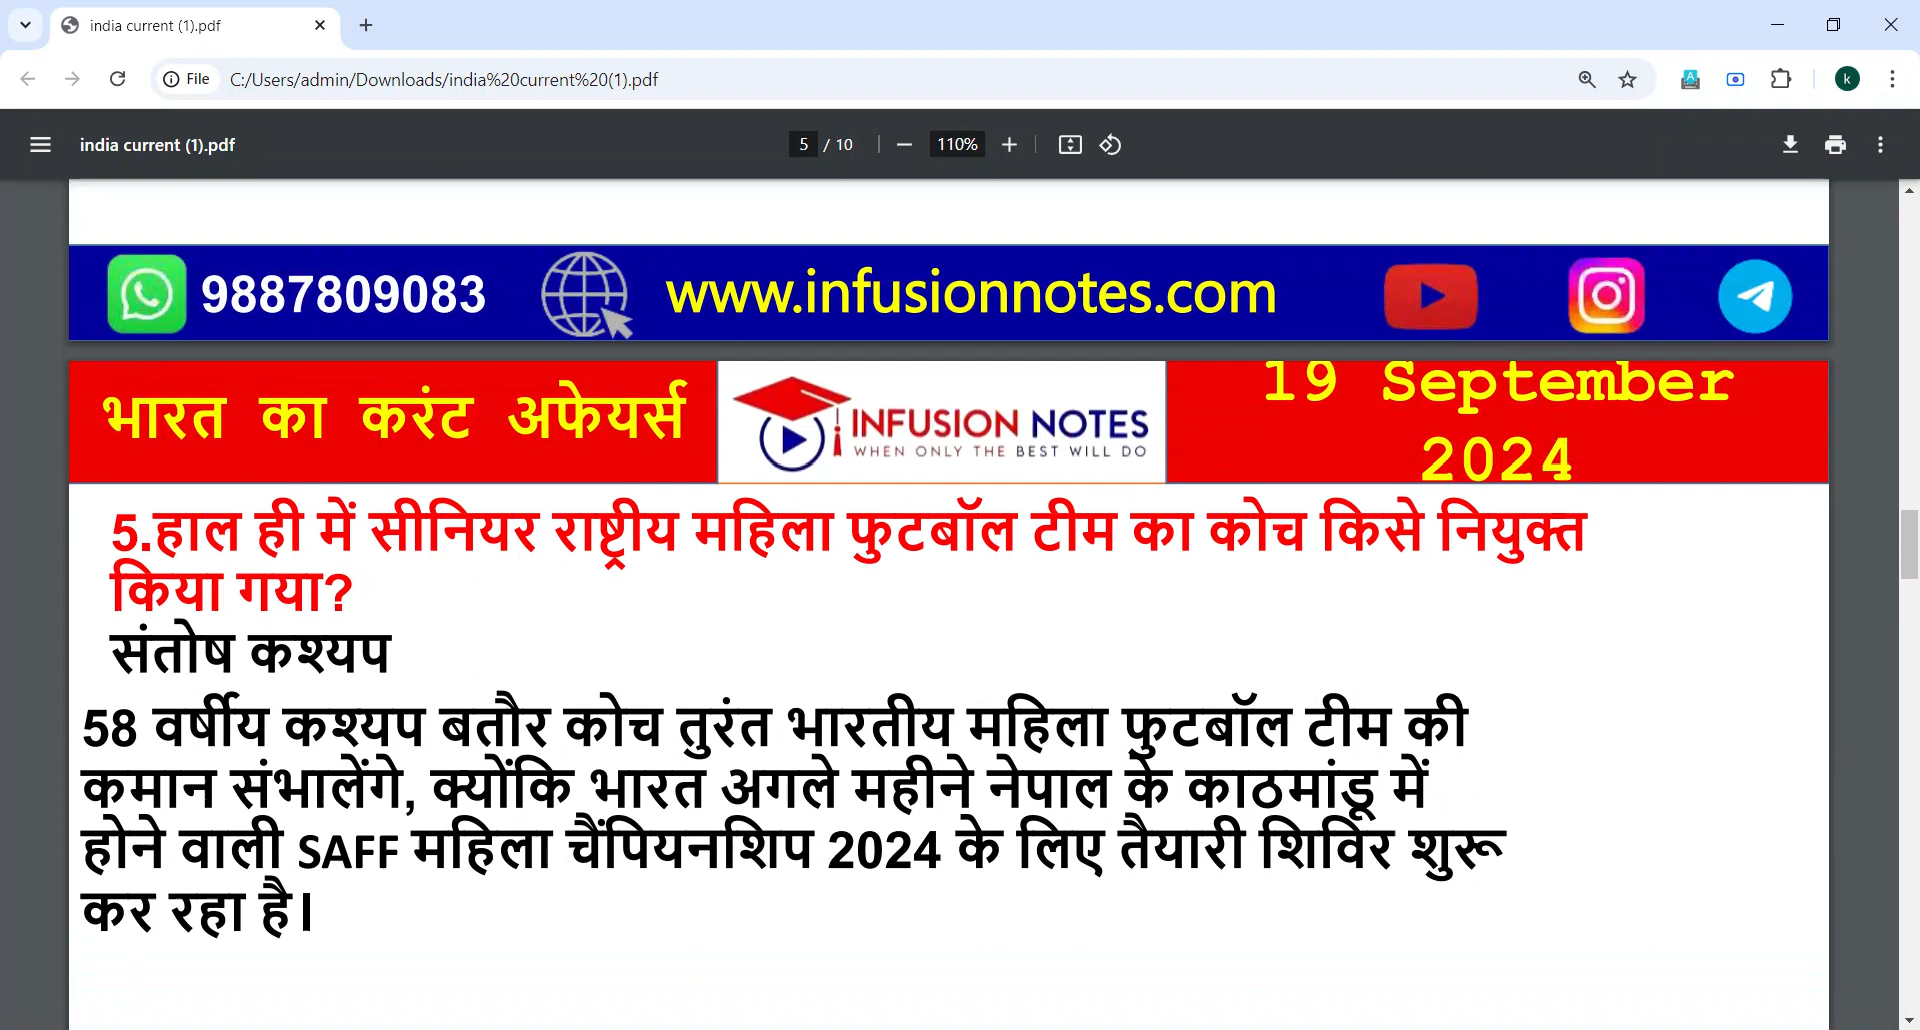 india current (1).pdf
File C:/Users/admin/Downloads/india%20current%20(1).pdf
k
india current (1).pdf
5 / 10
110%
9887809083
www.infusionnotes.com
भारत का करंट अफेयर्स
INFUSION NOTES
WHEN ONLY THE BEST WILL DO
19 September
2024
5.हाल ही में सीनियर राष्ट्रीय महिला फुटबॉल टीम का कोच किसे नियुक्त
किया गया?
संतोष कश्यप
58 वर्षीय कश्यप बतौर कोच तुरंत भारतीय महिला फुटबॉल टीम की
कमान संभालेंगे, क्योंकि भारत अगले महीने नेपाल के काठमांडू में
होने वाली SAFF महिला चैंपियनशिप 2024 के लिए तैयारी शिविर शुरू
कर रहा है।